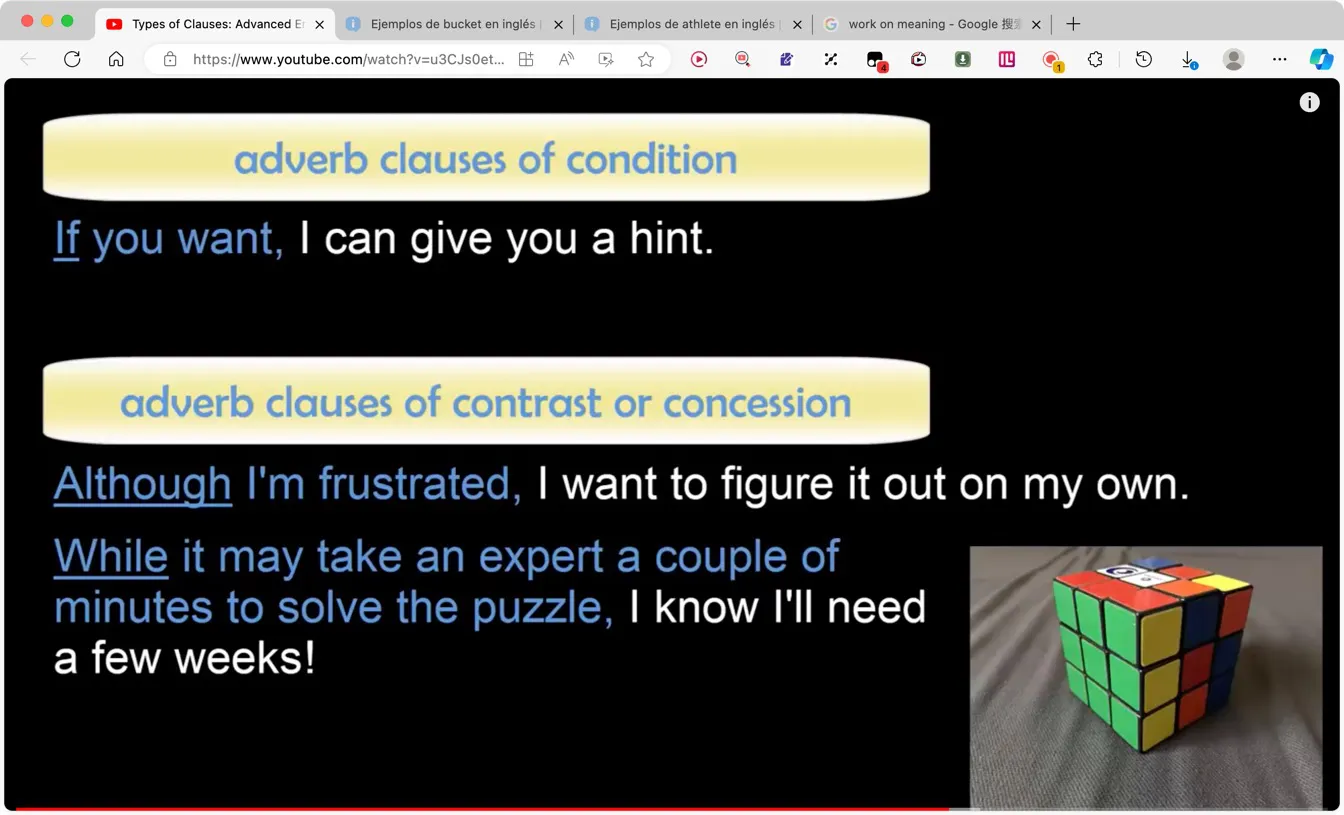 Types of Clauses: Advanced Er
Ejemplos de bucket en inglés
Ejemplos de athlete en inglés
work on meaning - Google 搜
https://www.youtube.com/watch?v=u3CJs0et...
4
1
adverb clauses of condition
If you want, I can give you a hint.
adverb clauses of contrast or concession
Although I'm frustrated, I want to figure it out on my own.
While it may take an expert a couple of
minutes to solve the puzzle, I know I'll need
a few weeks!